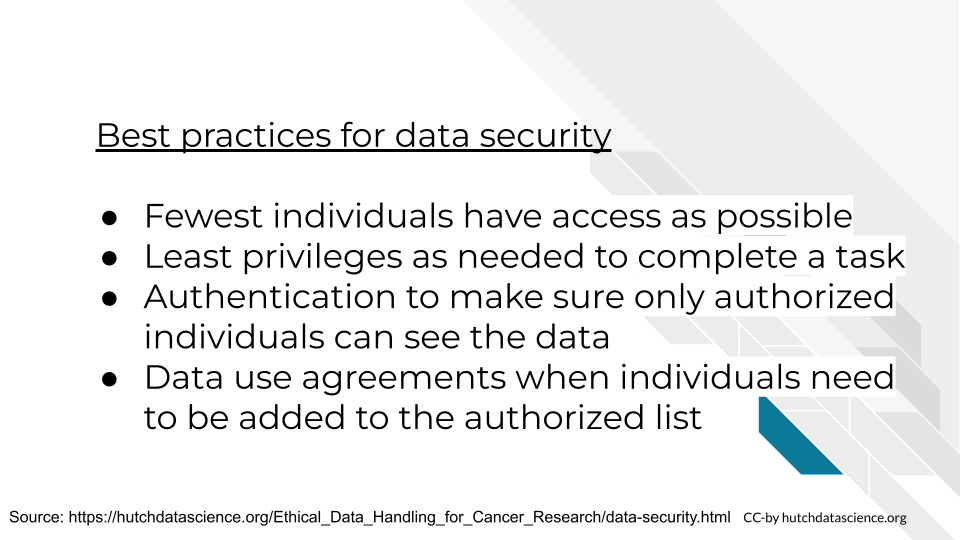 Best practices for data security
● Fewest individuals have access as possible
● Least privileges as needed to complete a task
● Authentication to make sure only authorized
individuals can see the data
● Data use agreements when individuals need
to be added to the authorized list
Source: https://hutchdatascience.org/Ethical_Data_Handling_for_Cancer_Research/data-security.html CC-by hutchdatascience.org